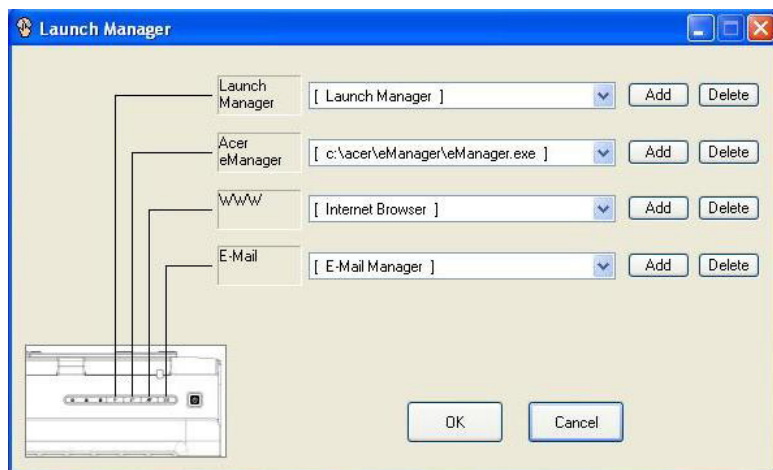 Launch Manager
Launch
Manager
[ Launch Manager ]
Add
Delete
Acer
eManager
[ c:\acer\eManager\eManager.exe ]
Add
Delete
WWW
[ Internet Browser ]
Add
Delete
E-Mail
[ E-Mail Manager ]
Add
Delete
OK
Cancel